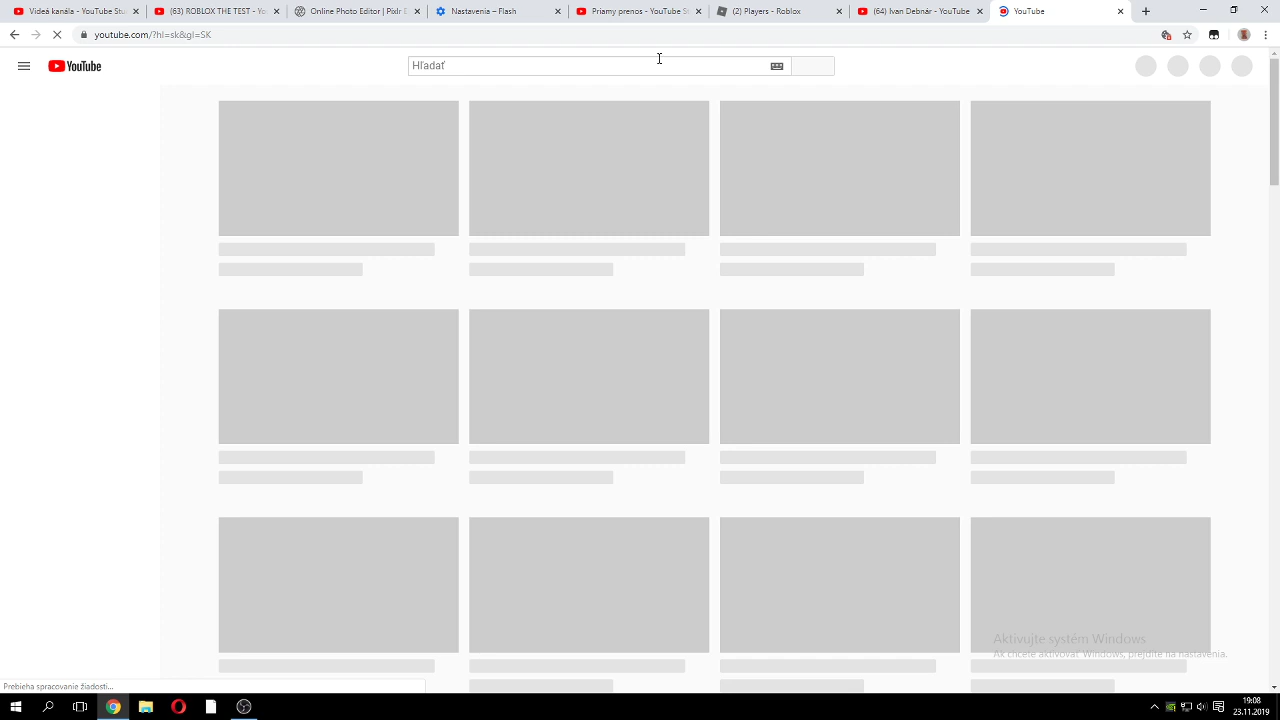 Videá kanála - YouTube Stu
(63) ROBLOX THE TEST - Yo
Online Photo Editor | Pixlr E
Nastavenia – Flash
Priamy prenos - YouTube S
(2) Players - Roblox
(64) Ivan Debnár - YouTube
YouTube
youtube.com/?hl=sk&gl=SK
YouTube
Hľadať
Aktivujte systém Windows
Ak chcete aktivovať Windows, prejdite na nastavenia.
Prebieha spracovanie žiadosti...
19:08
23.11.2019